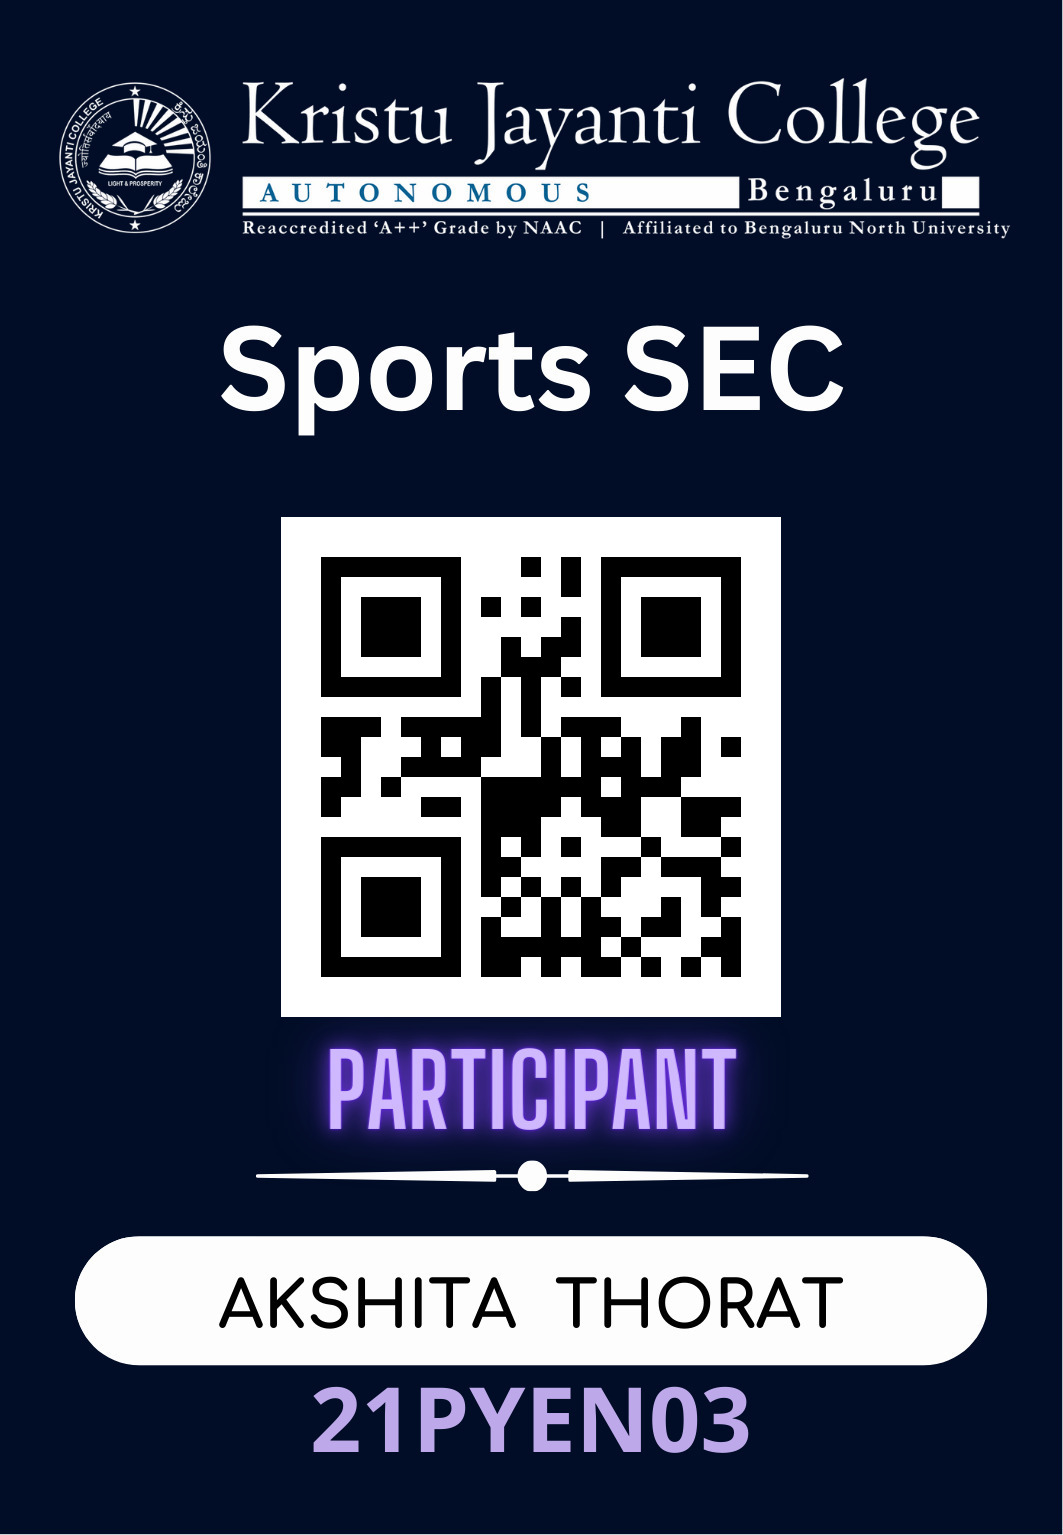 KRISTU JAYANTI COLLEGE
LIGHT & PROSPERITY
Kristu Jayanti College
AUTONOMOUS Bengaluru
Reaccredited ‘A++’ Grade by NAAC | Affiliated to Bengaluru North University
Sports SEC
PARTICIPANT
AKSHITA THORAT
21PYEN03